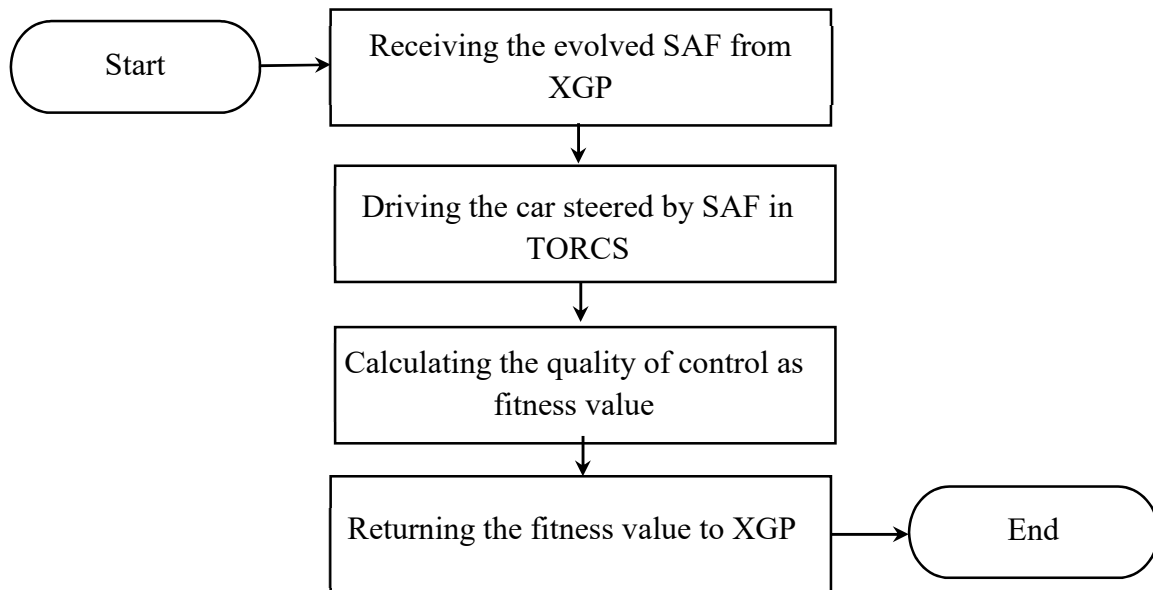 Start
Receiving the evolved SAF from
XGP
Driving the car steered by SAF in
TORCS
Calculating the quality of control as
fitness value
Returning the fitness value to XGP
End